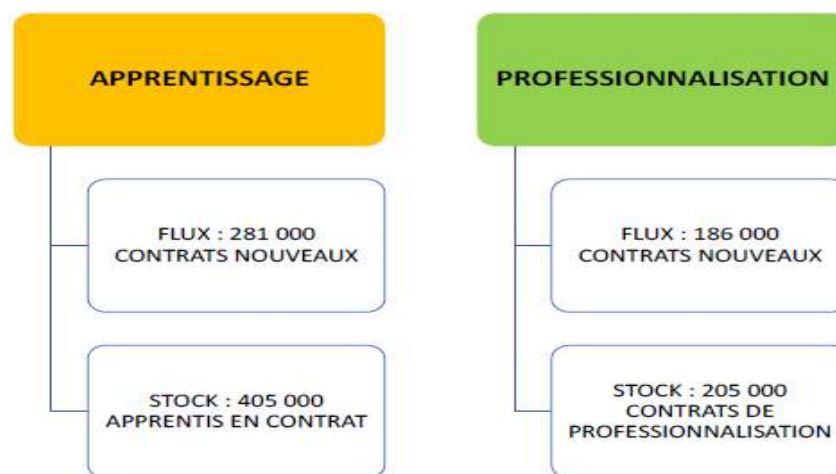 APPRENTISSAGE
FLUX : 281 000
CONTRATS NOUVEAUX
STOCK : 405 000
APPRENTIS EN CONTRAT
PROFESSIONNALISATION
FLUX : 186 000
CONTRATS NOUVEAUX
STOCK : 205 000
CONTRATS DE
PROFESSIONNALISATION